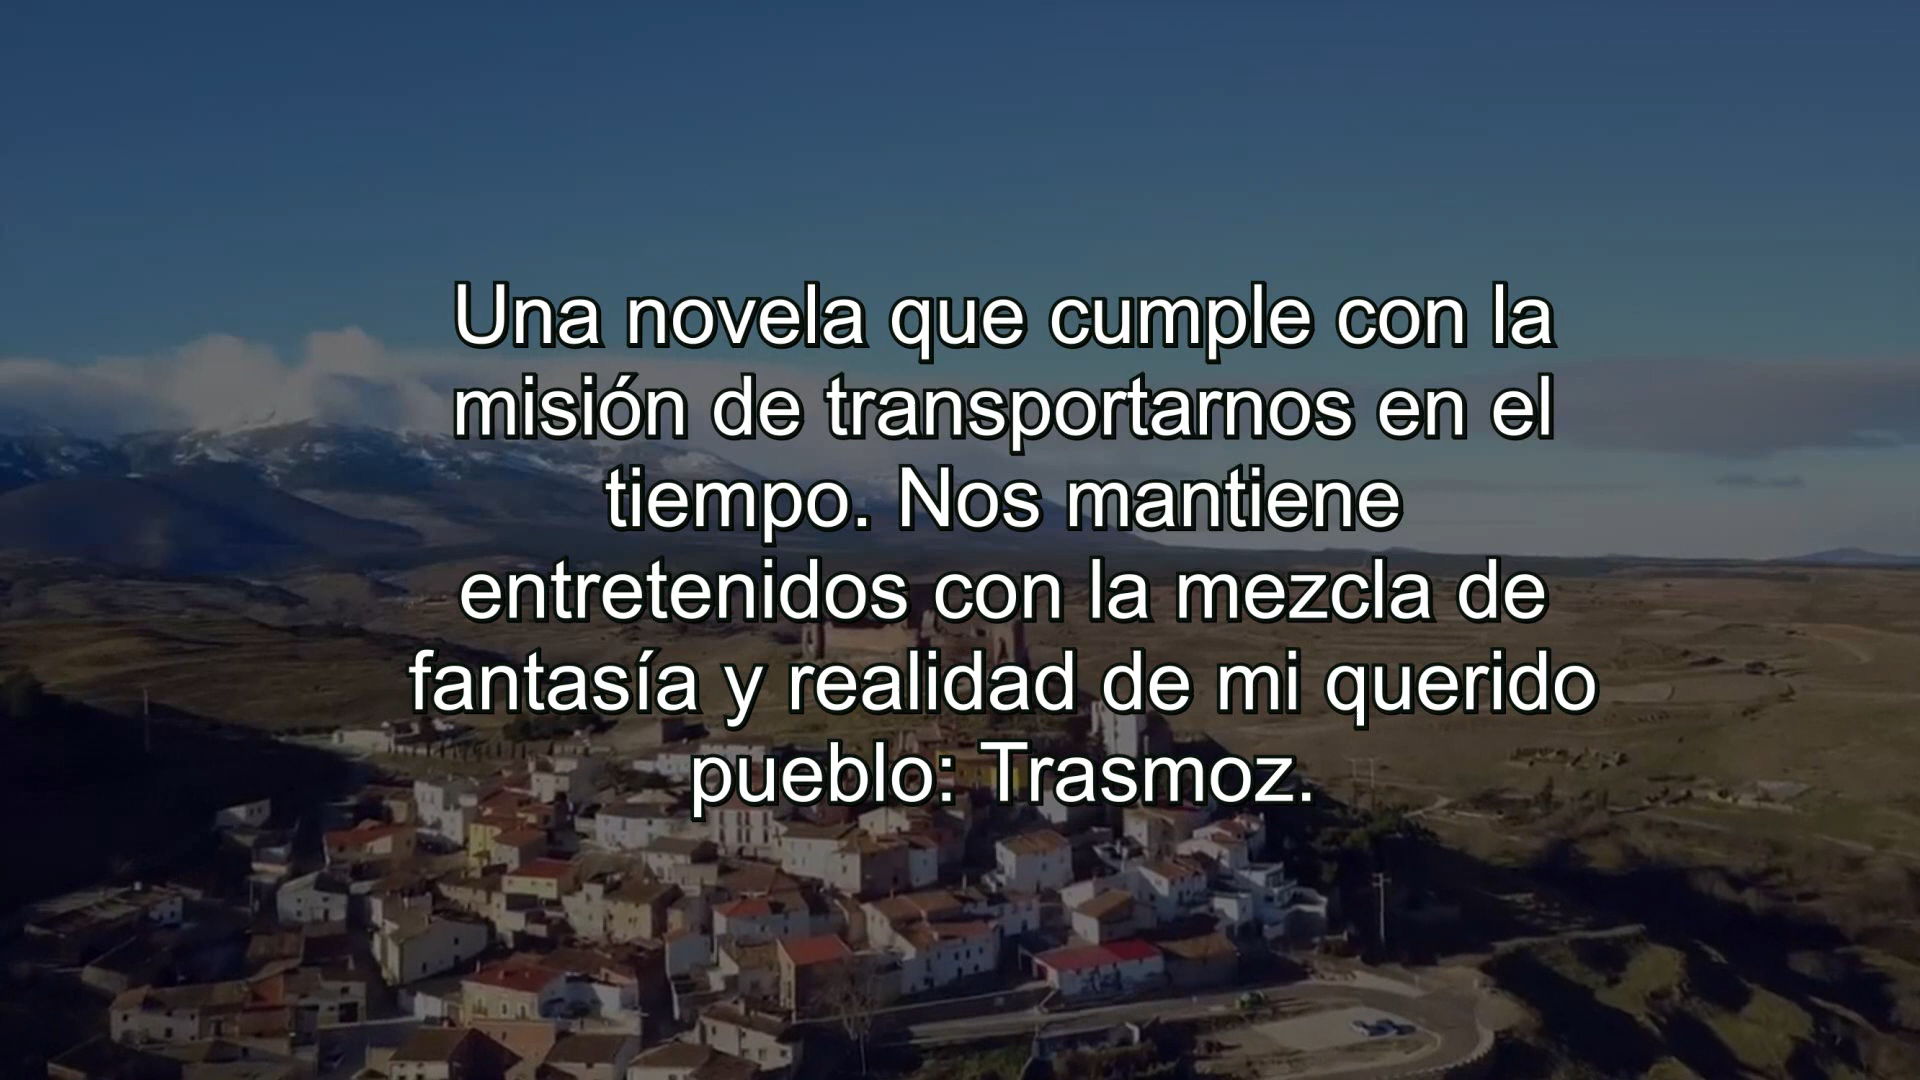 Una novela que cumple con la
misión de transportarnos en el
tiempo. Nos mantiene
entretenidos con la mezcla de
fantasía y realidad de mi querido
pueblo: Trasmoz.